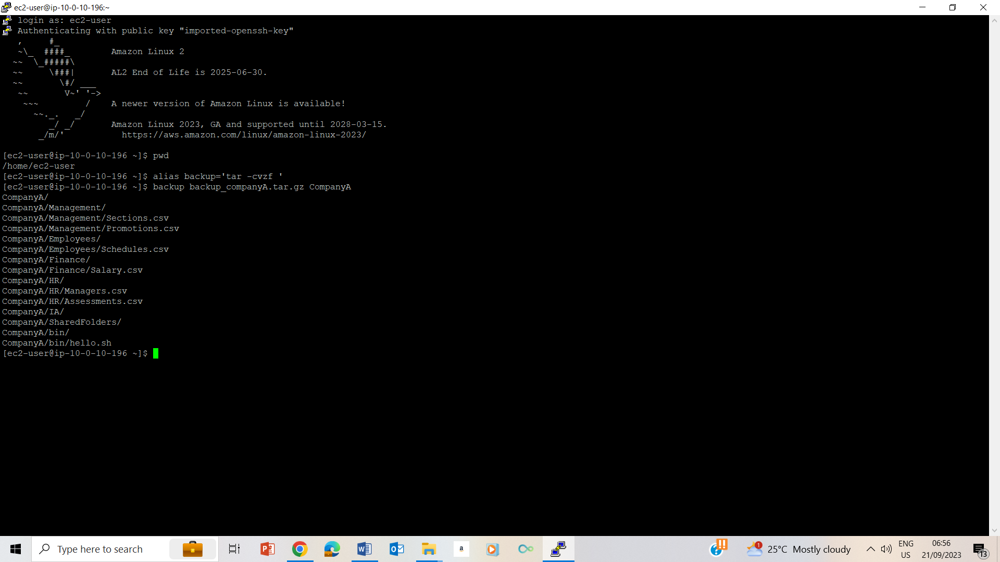 ec2-user@ip-10-0-10-196:~
login as: ec2-user
Authenticating with public key "imported-openssh-key"
   ,     #_
   ~\_  ####_        Amazon Linux 2
  ~~  \_#####\
  ~~     \###|       AL2 End of Life is 2025-06-30.
  ~~       \#/ ___
   ~~       V~' '->
    ~~~         /    A newer version of Amazon Linux is available!
      ~~._.   _/
         _/ _/       Amazon Linux 2023, GA and supported until 2028-03-15.
       _/m/'           https://aws.amazon.com/linux/amazon-linux-2023/
[ec2-user@ip-10-0-10-196 ~]$ pwd
/home/ec2-user
[ec2-user@ip-10-0-10-196 ~]$ alias backup='tar -cvzf '
[ec2-user@ip-10-0-10-196 ~]$ backup backup_companyA.tar.gz CompanyA
CompanyA/
CompanyA/Management/
CompanyA/Management/Sections.csv
CompanyA/Management/Promotions.csv
CompanyA/Employees/
CompanyA/Employees/Schedules.csv
CompanyA/Finance/
CompanyA/Finance/Salary.csv
CompanyA/HR/
CompanyA/HR/Managers.csv
CompanyA/HR/Assessments.csv
CompanyA/IA/
CompanyA/SharedFolders/
CompanyA/bin/
CompanyA/bin/hello.sh
[ec2-user@ip-10-0-10-196 ~]$
Type here to search
a
1
25°C Mostly cloudy
ENG
US
06:56
21/09/2023
13